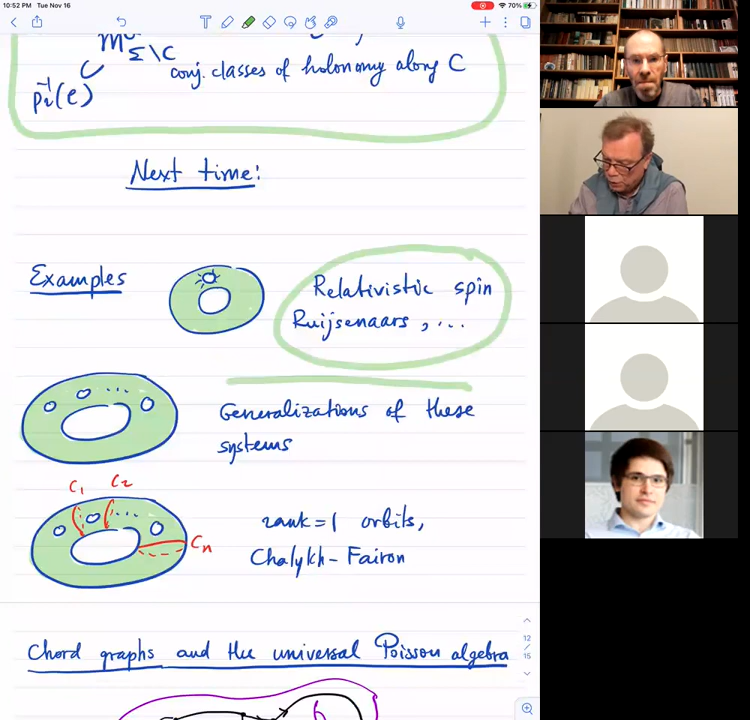 10:52 PM Tue Nov 16
70%
M Σ\C
conj. classes of holonomy along C
Next time:
Examples
Relativistic spin
Ruijsenaars, ...
...
Generalizations of these
systems
C1 C2
...
Cn
rank = 1 orbits,
Chalykh - Fairon
12
/
15
Chord graphs and the universal Poisson algebra